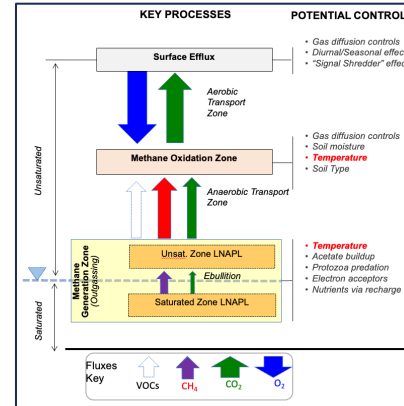 KEY PROCESSES
POTENTIAL CONTROL
Surface Efflux
• Gas diffusion controls
• Diurnal/Seasonal effec
• "Signal Shredder" effec
Aerobic
Transport
Zone
Unsaturated
Methane Oxidation Zone
• Gas diffusion controls
• Soil moisture
• Temperature
• Soil Type
Anaerobic Transport
Zone
Methane
Generation Zone
(Outgassing)
Unsat. Zone LNAPL
Ebullition
Saturated Zone LNAPL
• Temperature
• Acetate buildup
• Protozoa predation
• Electron acceptors
• Nutrients via recharge
Saturated
Fluxes
Key
VOCs
CH₄
CO₂
O₂